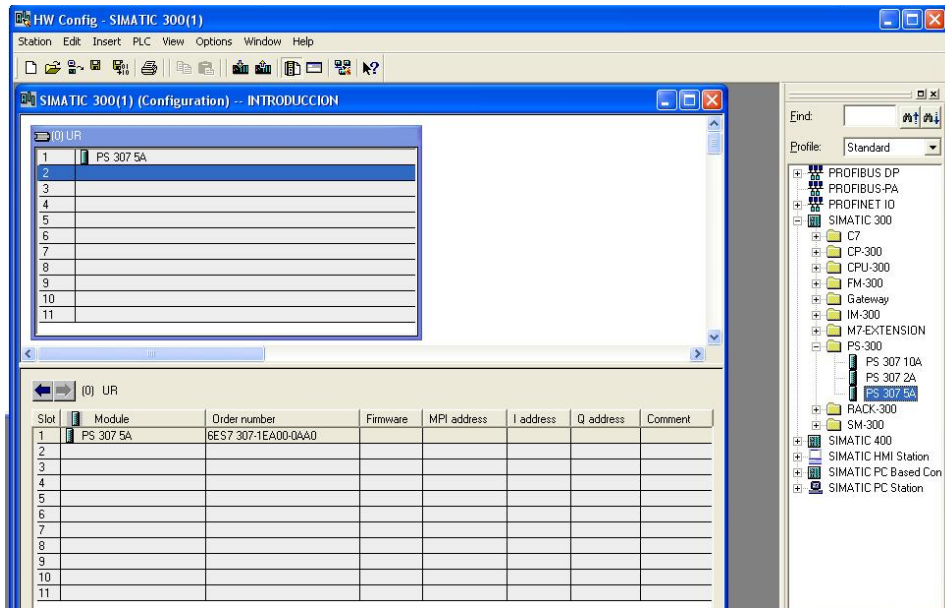 HW Config - SIMATIC 300(1)
Station Edit Insert PLC View Options Window Help
SIMATIC 300(1) (Configuration) -- INTRODUCCION
(0) UR
1 PS 307 5A
2
3
4
5
6
7
8
9
10
11
(0) UR
Slot Module Order number Firmware MPI address I address Q address Comment
1 PS 307 5A 6ES7 307-1EA00-0AA0
2
3
4
5
6
7
8
9
10
11
Find:
Profile: Standard
PROFIBUS DP
PROFIBUS-PA
PROFINET IO
SIMATIC 300
C7
CP-300
CPU-300
FM-300
Gateway
IM-300
M7-EXTENSION
PS-300
PS 307 10A
PS 307 2A
PS 307 5A
RACK-300
SM-300
SIMATIC 400
SIMATIC HMI Station
SIMATIC PC Based Con
SIMATIC PC Station